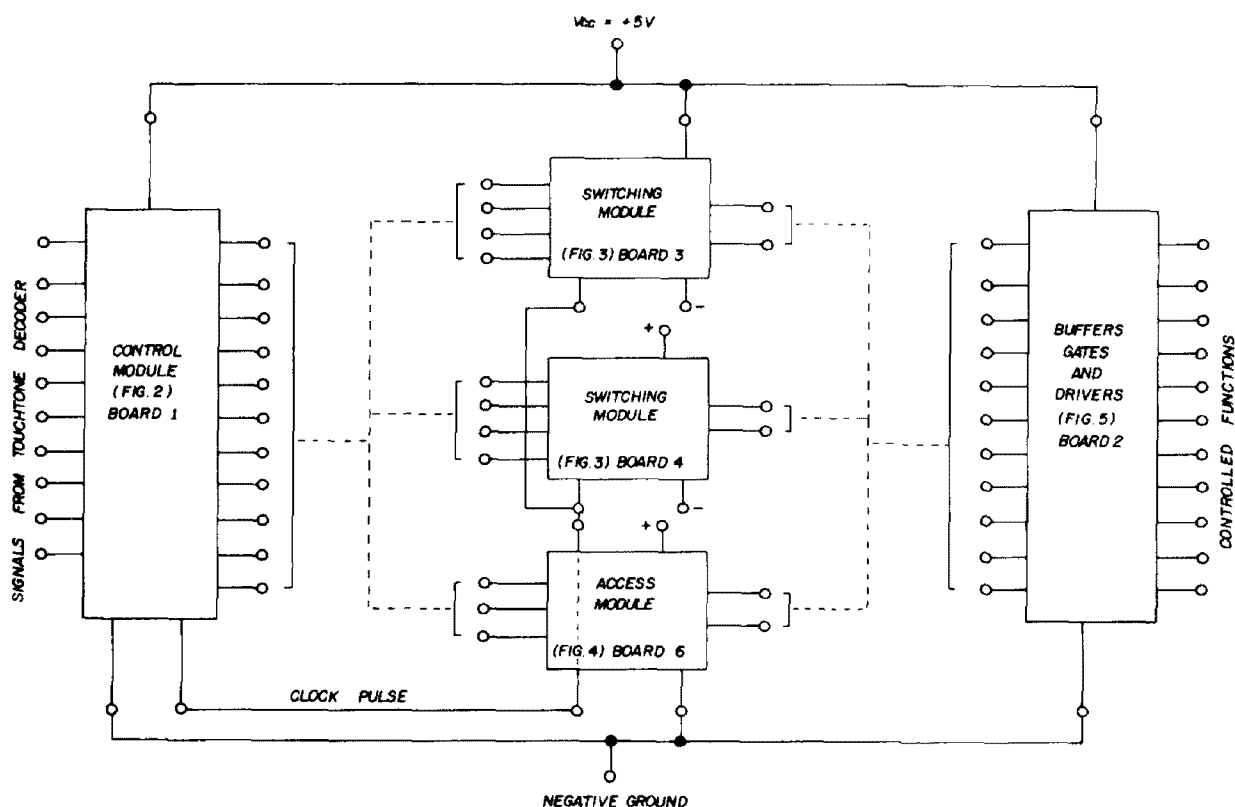 Vcc = +5V
SIGNALS FROM TOUCHTONE DECODER
CONTROL
MODULE
(FIG. 2)
BOARD 1
SWITCHING
MODULE
(FIG. 3) BOARD 3
-
+
SWITCHING
MODULE
(FIG. 3) BOARD 4
-
+
ACCESS
MODULE
(FIG. 4) BOARD 6
BUFFERS
GATES
AND
DRIVERS
(FIG. 5)
BOARD 2
CONTROLLED FUNCTIONS
CLOCK PULSE
NEGATIVE GROUND